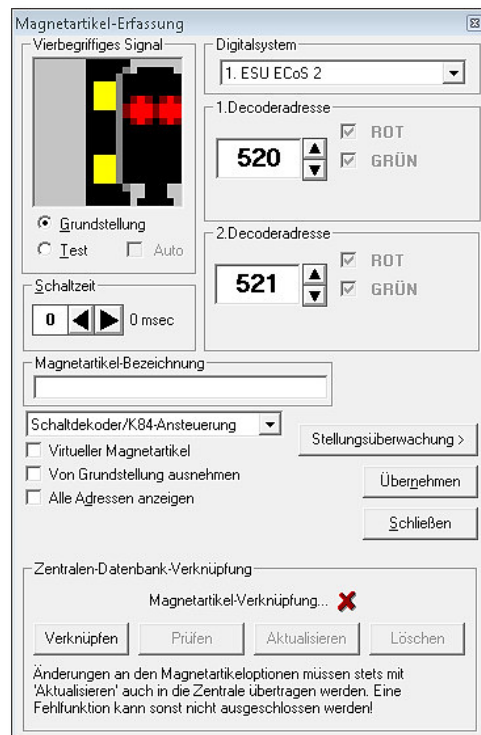 Magnetartikel-Erfassung
Vierbegriffiges Signal
Grundstellung
Test
Auto
Schaltzeit
0
0 msec
Digitalsystem
1. ESU ECoS 2
1.Decoderadresse
520
ROT
GRÜN
2.Decoderadresse
521
ROT
GRÜN
Magnetartikel-Bezeichnung
Schaltdekoder/K84-Ansteuerung
Virtueller Magnetartikel
Von Grundstellung ausnehmen
Alle Adressen anzeigen
Stellungsüberwachung >
Übernehmen
Schließen
Zentralen-Datenbank-Verknüpfung
Magnetartikel-Verknüpfung...
Verknüpfen Prüfen Aktualisieren Löschen
Änderungen an den Magnetartikeloptionen müssen stets mit
'Aktualisieren' auch in die Zentrale übertragen werden. Eine
Fehlfunktion kann sonst nicht ausgeschlossen werden!